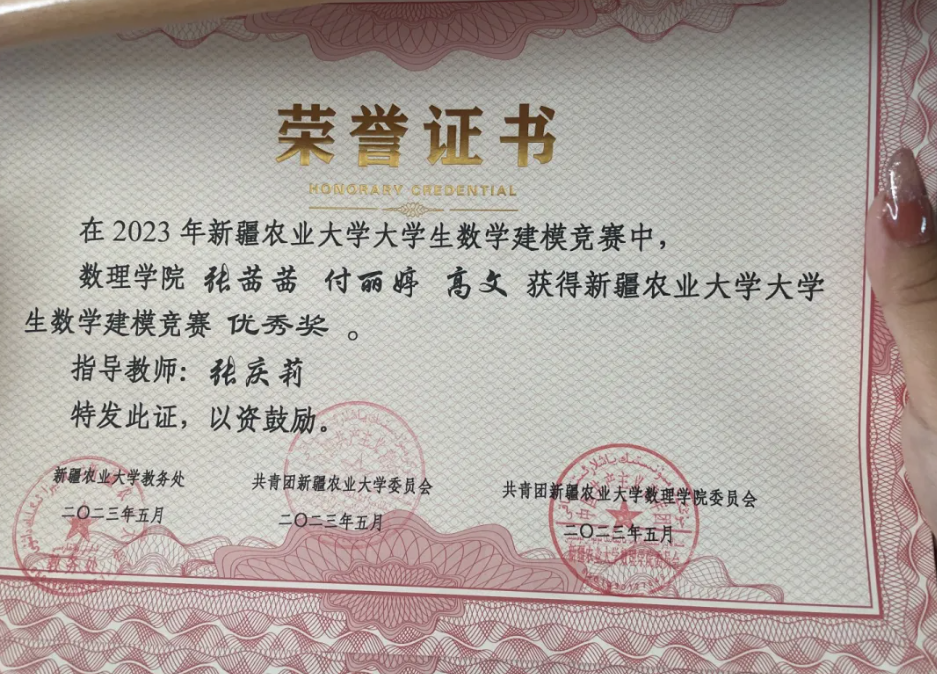 荣誉证书
HONORARY CREDENTIAL
在2023年新疆农业大学大学生数学建模竞赛中，
数理学院 张茜茜 付丽婷 高文 获得新疆农业大学大学
生数学建模竞赛 优秀奖 。
指导教师：张庆莉
特发此证，以资鼓励。
新疆农业大学教务处
二〇二三年五月
共青团新疆农业大学委员会
二〇二三年五月
共青团新疆农业大学数理学院委员会
二〇二三年五月